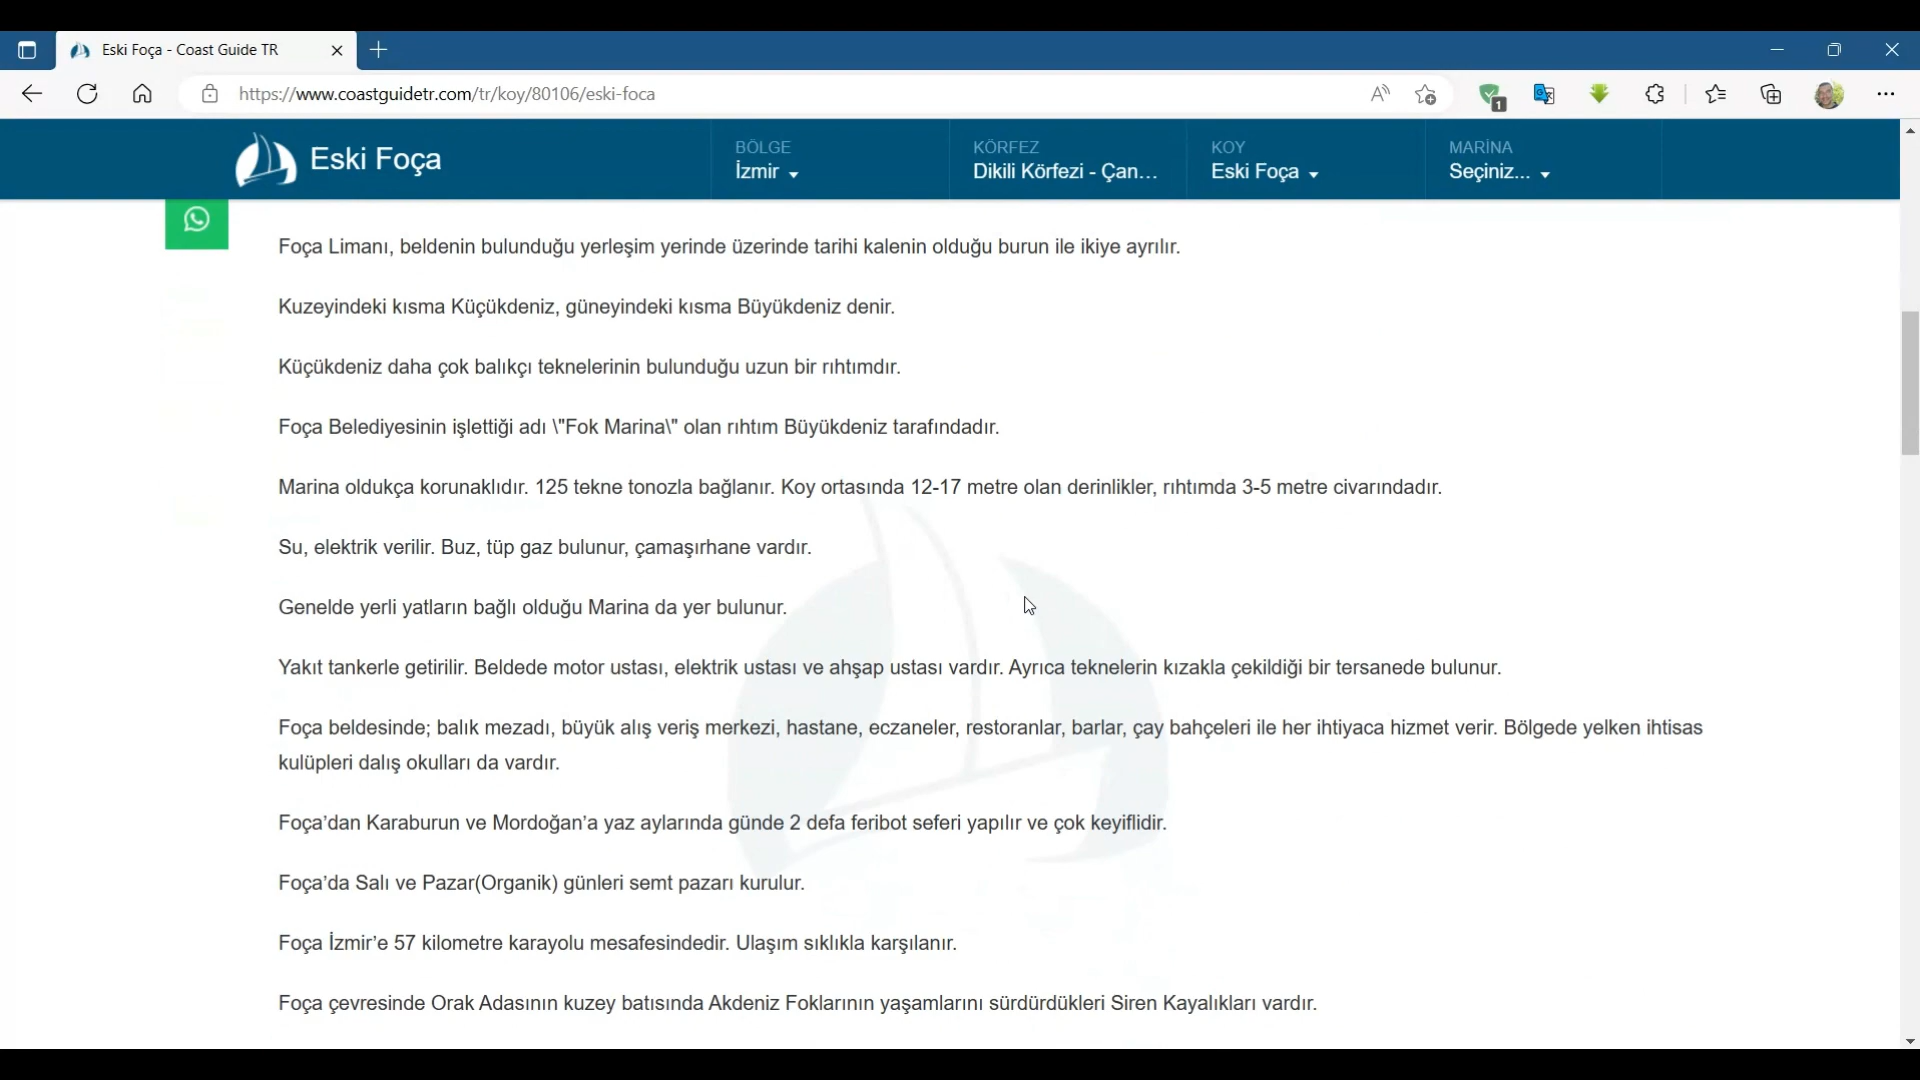 Eski Foça - Coast Guide TR
https://www.coastguidetr.com/tr/koy/80106/eski-foca
1
Eski Foça
BÖLGE
İzmir
KÖRFEZ
Dikili Körfezi - Çan...
KOY
Eski Foça
MARİNA
Seçiniz...
Foça Limanı, beldenin bulunduğu yerleşim yerinde üzerinde tarihi kalenin olduğu burun ile ikiye ayrılır.
Kuzeyindeki kısma Küçükdeniz, güneyindeki kısma Büyükdeniz denir.
Küçükdeniz daha çok balıkçı teknelerinin bulunduğu uzun bir rıhtımdır.
Foça Belediyesinin işlettiği adı \"Fok Marina\" olan rıhtım Büyükdeniz tarafındadır.
Marina oldukça korunaklıdır. 125 tekne tonozla bağlanır. Koy ortasında 12-17 metre olan derinlikler, rıhtımda 3-5 metre civarındadır.
Su, elektrik verilir. Buz, tüp gaz bulunur, çamaşırhane vardır.
Genelde yerli yatların bağlı olduğu Marina da yer bulunur.
Yakıt tankerle getirilir. Beldede motor ustası, elektrik ustası ve ahşap ustası vardır. Ayrıca teknelerin kızakla çekildiği bir tersanede bulunur.
Foça beldesinde; balık mezadı, büyük alış veriş merkezi, hastane, eczaneler, restoranlar, barlar, çay bahçeleri ile her ihtiyaca hizmet verir. Bölgede yelken ihtisas
kulüpleri dalış okulları da vardır.
Foça’dan Karaburun ve Mordoğan’a yaz aylarında günde 2 defa feribot seferi yapılır ve çok keyiflidir.
Foça’da Salı ve Pazar(Organik) günleri semt pazarı kurulur.
Foça İzmir’e 57 kilometre karayolu mesafesindedir. Ulaşım sıklıkla karşılanır.
Foça çevresinde Orak Adasının kuzey batısında Akdeniz Foklarının yaşamlarını sürdürdükleri Siren Kayalıkları vardır.